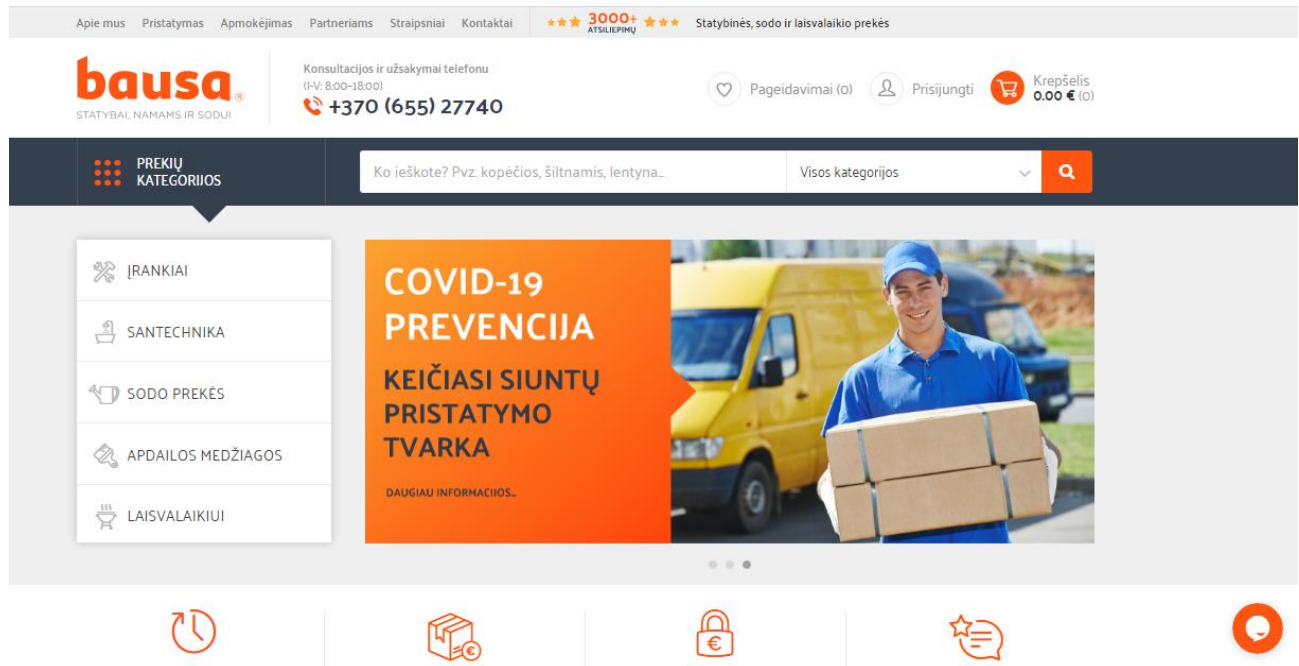 Apie mus Pristatymas Apmokėjimas Partneriams Straipsniai Kontaktai 3000+ ATSILIEPIMŲ Statybinės, sodo ir laisvalaikio prekės
bausa®
STATYBAI, NAMAMS IR SODUI
Konsultacijos ir užsakymai telefonu
(I-V: 8:00-18:00)
+370 (655) 27740
Pageidavimai (0) Prisijungti Krepšelis
0.00 € (0)
PREKIŲ
KATEGORIJOS
Ko ieškote? Pvz. kopėčios, šiltnamis, lentyna... Visos kategorijos
ĮRANKIAI
SANTECHNIKA
SODO PREKĖS
APDAILOS MEDŽIAGOS
LAISVALAIKIUI
COVID-19
PREVENCIJA
KEIČIASI SIUNTŲ
PRISTATYMO
TVARKA
DAUGIAU INFORMACIJOS...